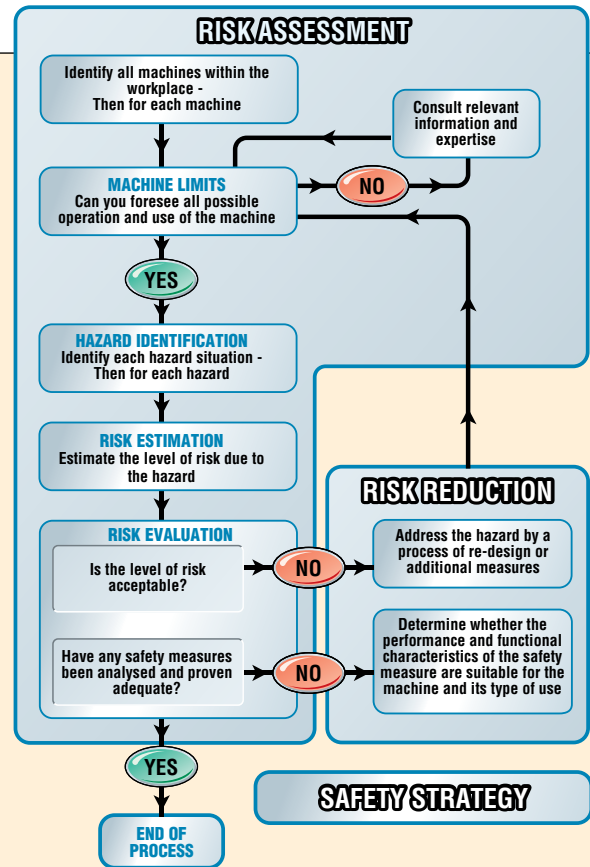 RISK ASSESSMENT
Identify all machines within the
workplace -
Then for each machine
Consult relevant
information and
expertise
MACHINE LIMITS
Can you foresee all possible
operation and use of the machine
NO
YES
HAZARD IDENTIFICATION
Identify each hazard situation -
Then for each hazard
RISK ESTIMATION
Estimate the level of risk due to
the hazard
RISK EVALUATION
Is the level of risk
acceptable?
NO
Have any safety measures
been analysed and proven
adequate?
NO
RISK REDUCTION
Address the hazard by a
process of re-design or
additional measures
Determine whether the
performance and functional
characteristics of the safety
measure are suitable for the
machine and its type of use
YES
END OF
PROCESS
SAFETY STRATEGY